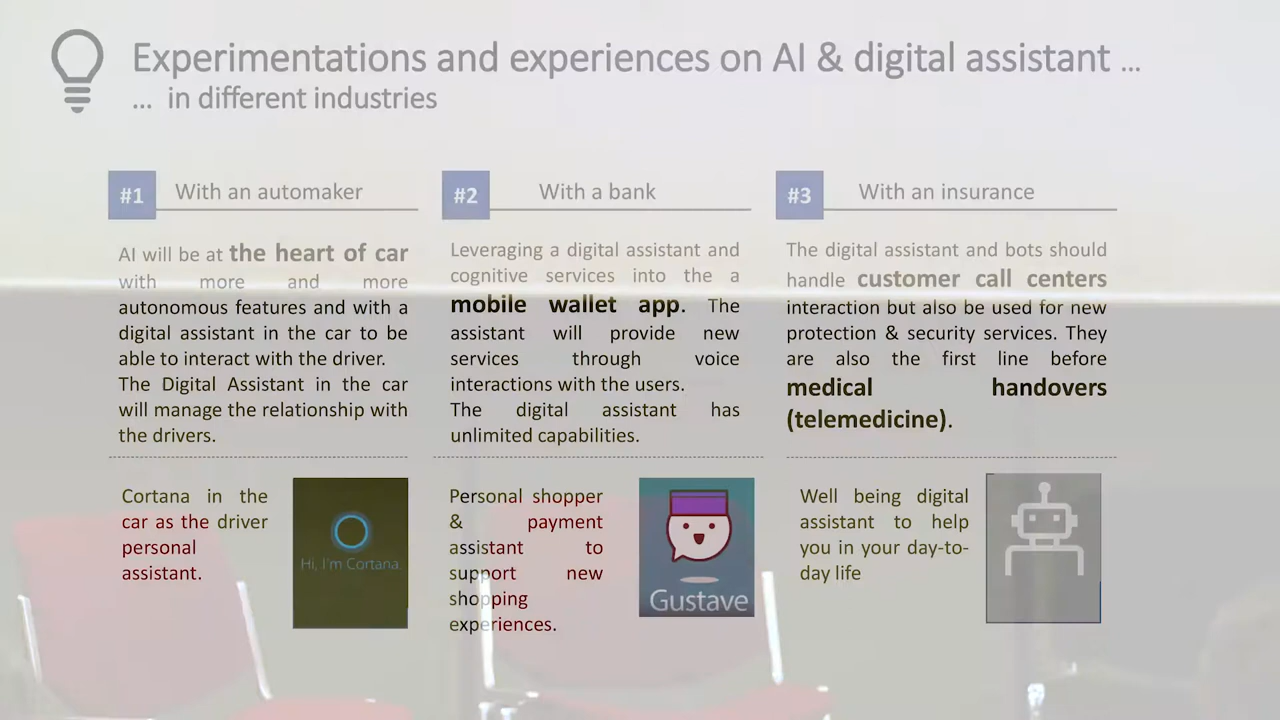 Experimentations and experiences on AI & digital assistant ...
... in different industries
#1
With an automaker
AI will be at the heart of car
with more and more
autonomous features and with a
digital assistant in the car to be
able to interact with the driver.
The Digital Assistant in the car
will manage the relationship with
the drivers.
Cortana in the
car as the driver
personal
assistant.
Hi, I'm Cortana.
#2
With a bank
Leveraging a digital assistant and
cognitive services into the a
mobile wallet app. The
assistant will provide new
services through voice
interactions with the users.
The digital assistant has
unlimited capabilities.
Personal shopper
& payment
assistant to
support new
shopping
experiences.
Gustave
#3
With an insurance
The digital assistant and bots should
handle customer call centers
interaction but also be used for new
protection & security services. They
are also the first line before
medical handovers
(telemedicine).
Well being digital
assistant to help
you in your day-to-
day life